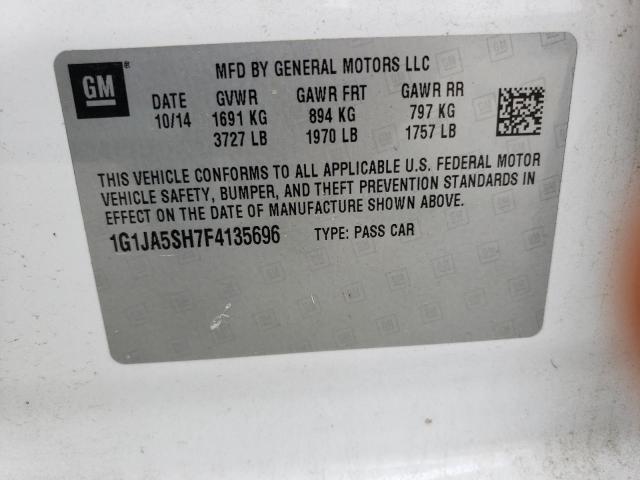 GM ®
MFD BY GENERAL MOTORS LLC
DATE GVWR GAWR FRT GAWR RR
10/14 1691 KG 894 KG 797 KG
3727 LB 1970 LB 1757 LB
THIS VEHICLE CONFORMS TO ALL APPLICABLE U.S. FEDERAL MOTOR
VEHICLE SAFETY, BUMPER, AND THEFT PREVENTION STANDARDS IN
EFFECT ON THE DATE OF MANUFACTURE SHOWN ABOVE.
1G1JA5SH7F4135696 TYPE: PASS CAR